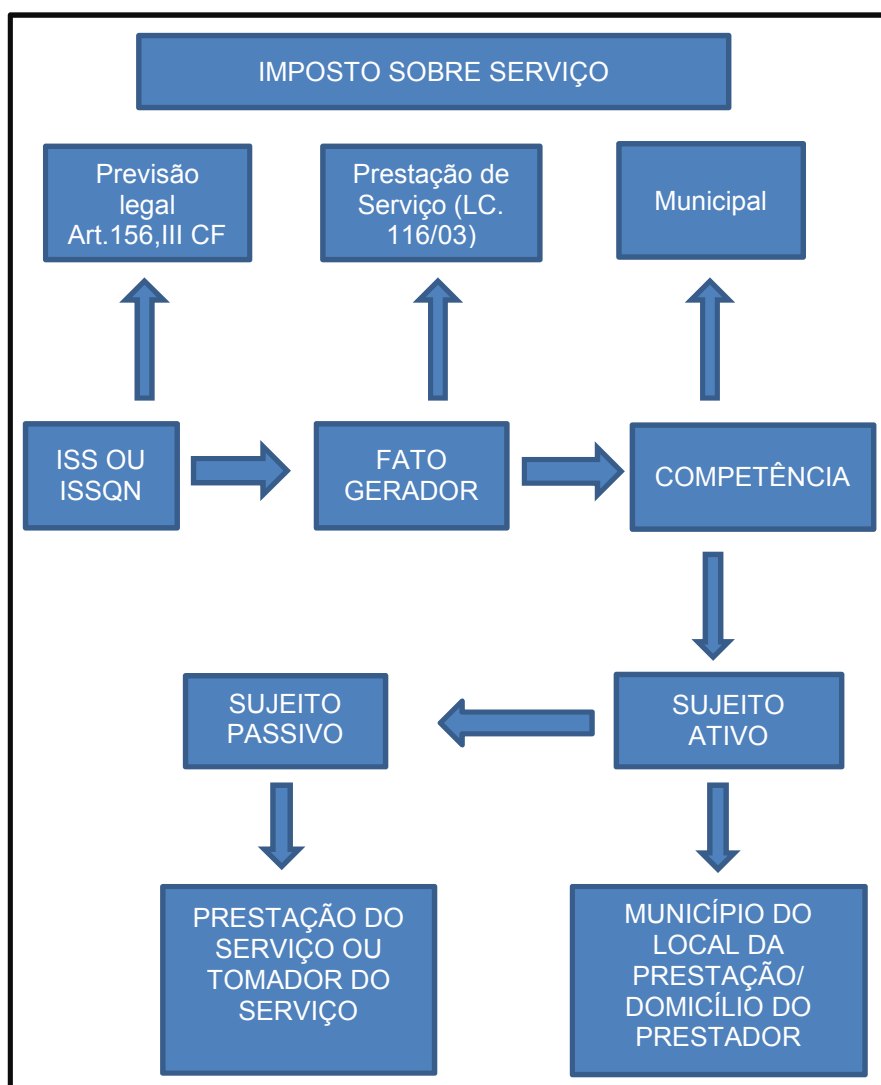 IMPOSTO SOBRE SERVIÇO
Previsão
legal
Art.156,III CF
Prestação de
Serviço (LC.
116/03)
Municipal
ISS OU
ISSQN
FATO
GERADOR
COMPETÊNCIA
SUJEITO
PASSIVO
SUJEITO
ATIVO
PRESTAÇÃO DO
SERVIÇO OU
TOMADOR DO
SERVIÇO
MUNICÍPIO DO
LOCAL DA
PRESTAÇÃO/
DOMICÍLIO DO
PRESTADOR